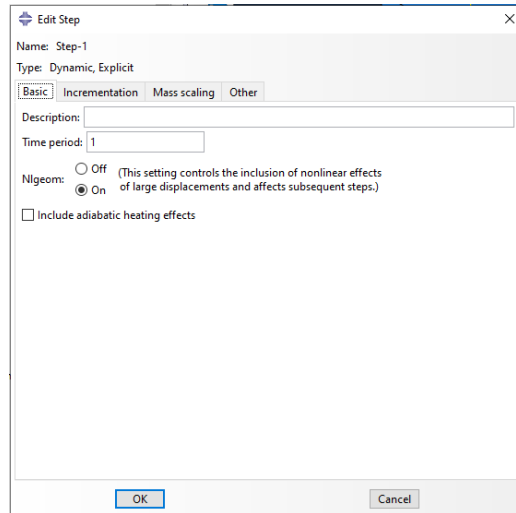 Edit Step
Name: Step-1
Type: Dynamic, Explicit
Basic Incrementation Mass scaling Other
Description:
Time period: 1
Nlgeom: Off (This setting controls the inclusion of nonlinear effects
On of large displacements and affects subsequent steps.)
Include adiabatic heating effects
OK Cancel